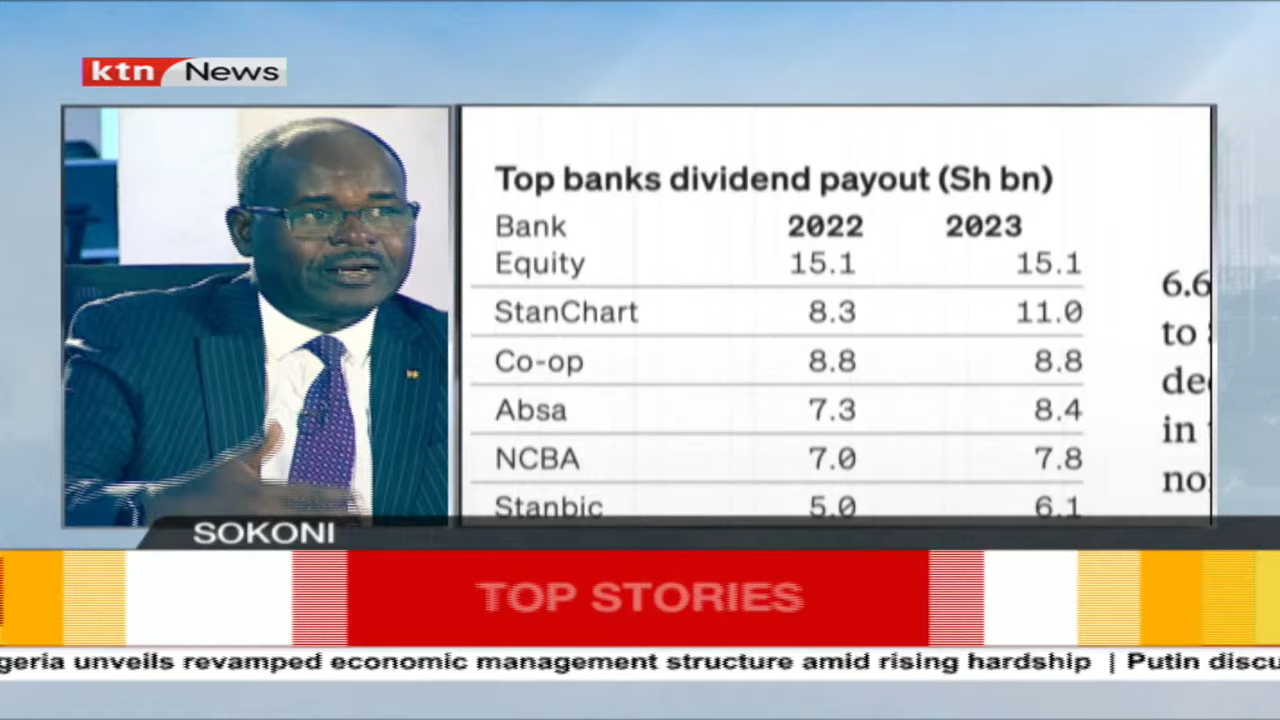 ktn News
Top banks dividend payout (Sh bn)
Bank 2022 2023
Equity 15.1 15.1
StanChart 8.3 11.0
Co-op 8.8 8.8
Absa 7.3 8.4
NCBA 7.0 7.8
Stanbic 5.0 6.1
6.6
to
in
SOKONI
TOP STORIES
geria unveils revamped economic management structure amid rising hardship | Putin discu